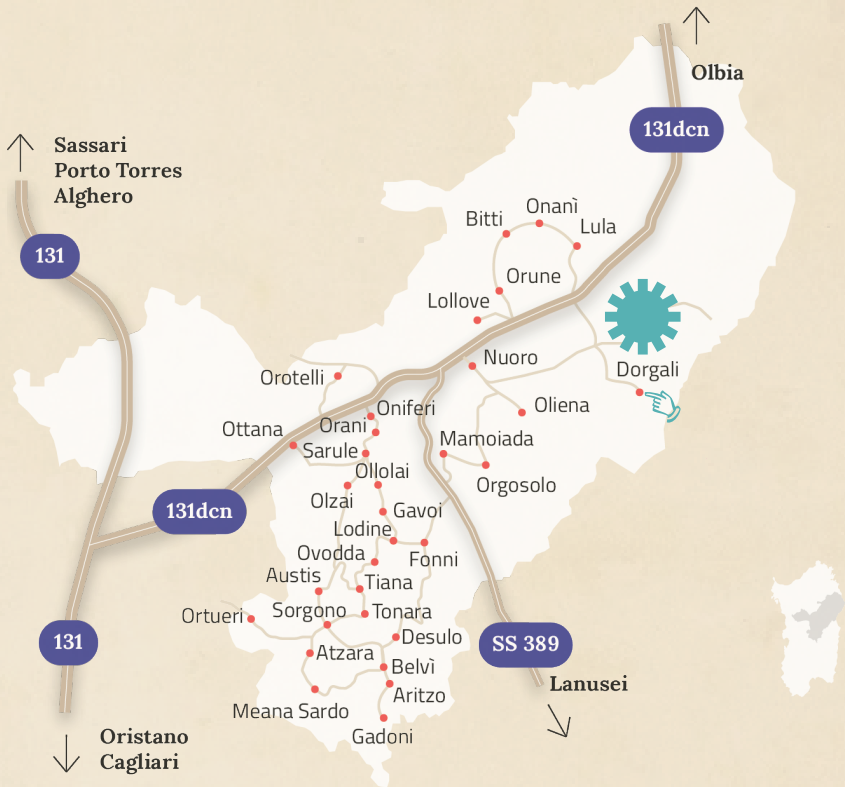 Olbia
131dcn
Sassari
Porto Torres
Alghero
131
Onanì
Bitti
Lula
Orune
Lollove
Nuoro
Dorgali
Orotelli
Oniferi
Oliena
Orani
Ottana
Mamoiada
Sarule
Ollolai
Orgosolo
Olzai
131dcn
Gavoi
Lodine
Ovodda
Fonni
Austis
Tiana
Sorgono
Tonara
Ortueri
Desulo
131
SS 389
Atzara
Belvì
Lanusei
Aritzo
Meana Sardo
Gadoni
Oristano
Cagliari